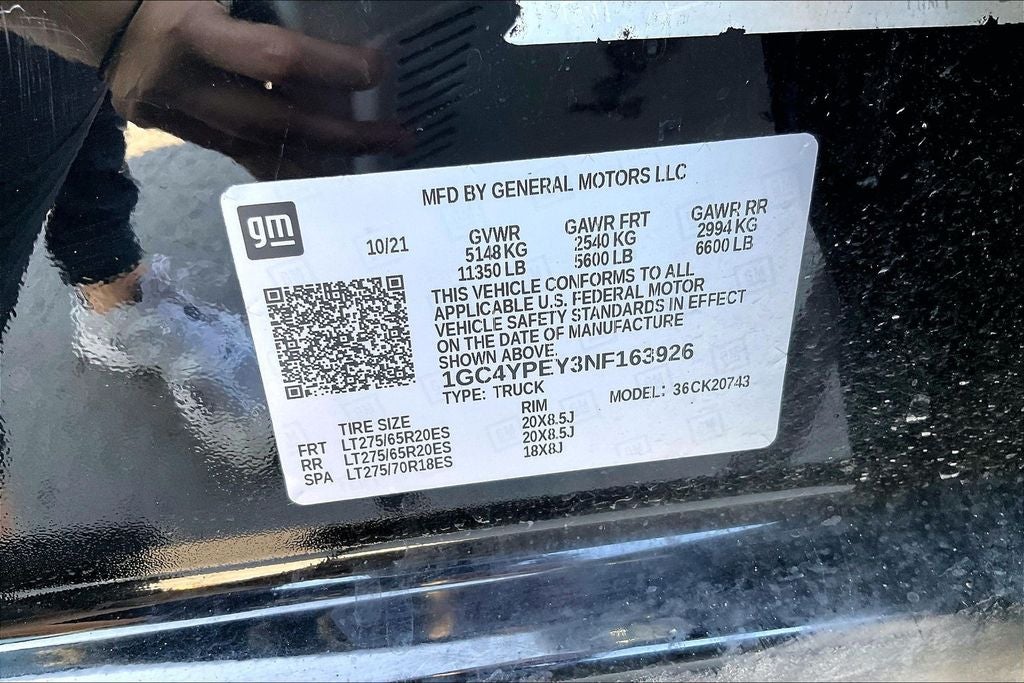 MFD BY GENERAL MOTORS LLC
gm
10/21 GVWR GAWR FRT GAWR RR
5148 KG 2540 KG 2994 KG
11350 LB 5600 LB 6600 LB
THIS VEHICLE CONFORMS TO ALL
APPLICABLE U.S. FEDERAL MOTOR
VEHICLE SAFETY STANDARDS IN EFFECT
ON THE DATE OF MANUFACTURE
SHOWN ABOVE.
1GC4YPEY3NF163926
TYPE: TRUCK MODEL: 36CK20743
TIRE SIZE RIM
FRT LT275/65R20ES 20X8.5J
RR LT275/65R20ES 20X8.5J
SPA LT275/70R18ES 18X8J